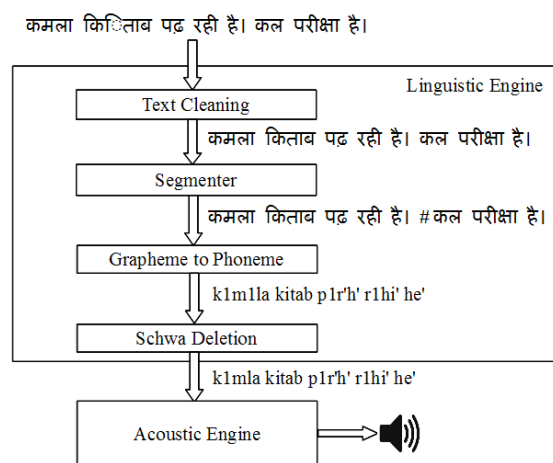 कमला कििताब पढ़ रही है। कल परीक्षा है।
Linguistic Engine
Text Cleaning
कमला किताब पढ़ रही है। कल परीक्षा है।
Segmenter
कमला किताब पढ़ रही है। #कल परीक्षा है।
Grapheme to Phoneme
k1m1la kitab p1r'h' r1hi' he'
Schwa Deletion
k1mla kitab p1r'h' r1hi' he'
Acoustic Engine